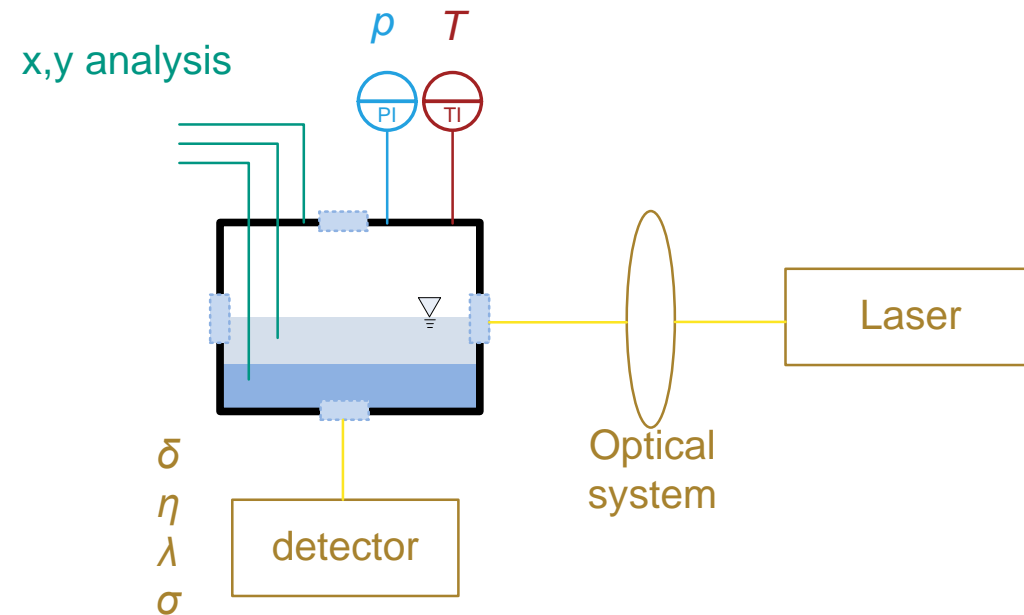 p T
x,y analysis
PI TI
Laser
Optical
system
δ
η
λ
σ
detector